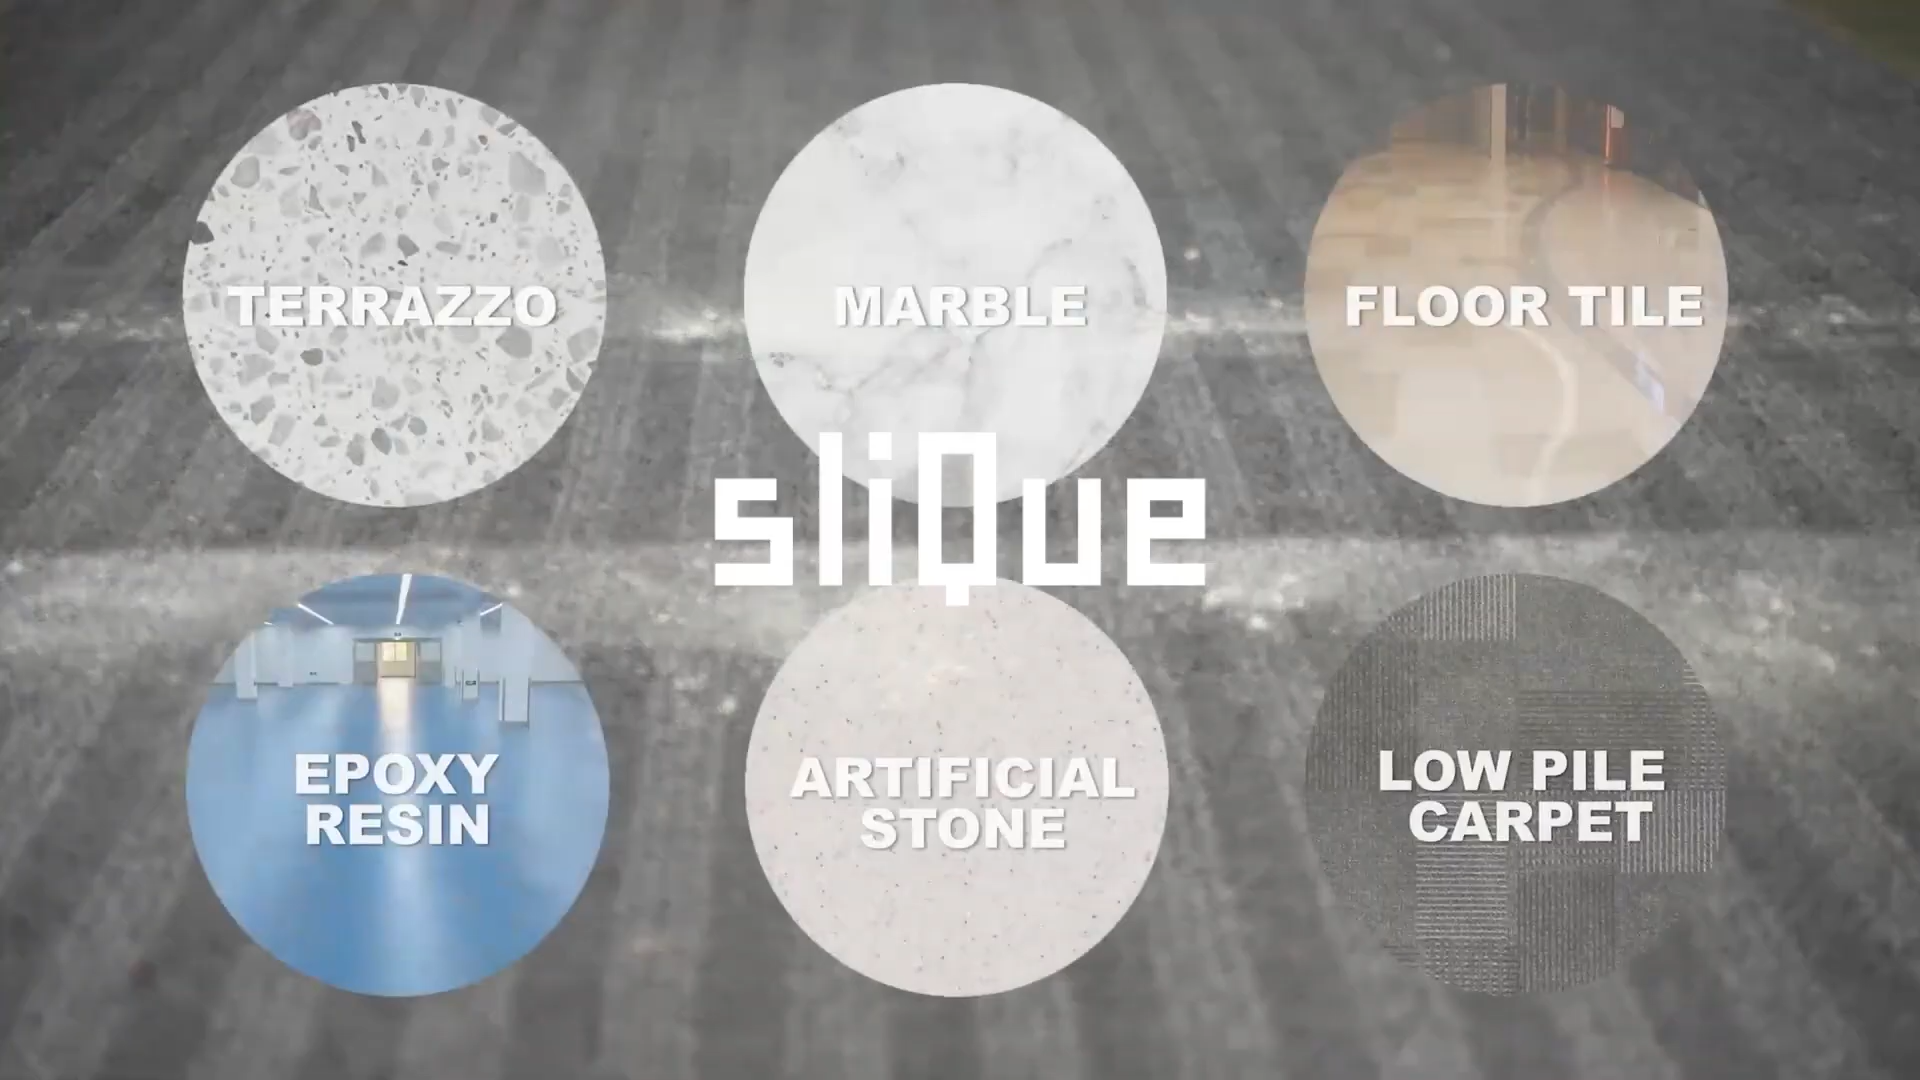 TERRAZZO
MARBLE
FLOOR TILE
sliQue
EPOXY
RESIN
ARTIFICIAL
STONE
LOW PILE
CARPET